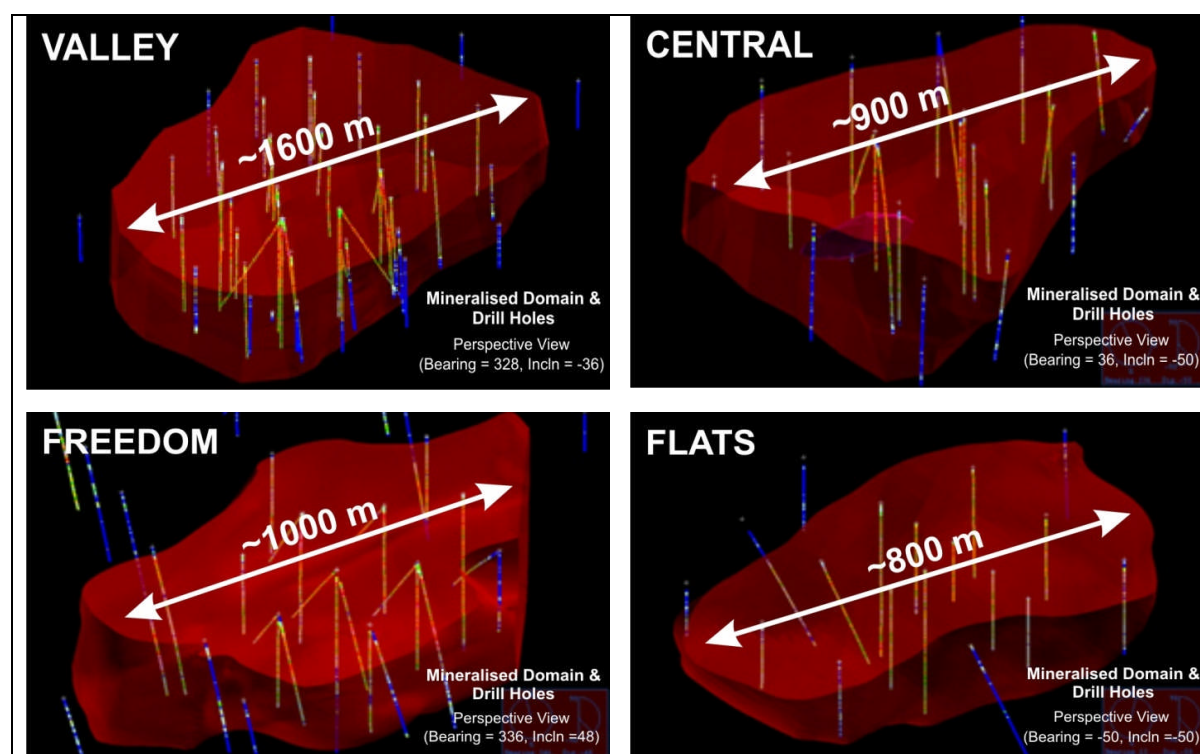 VALLEY
~1600 m
Mineralised Domain &
Drill Holes
Perspective View
(Bearing = 328, Incln = -36)
CENTRAL
~900 m
Mineralised Domain &
Drill Holes
Perspective View
(Bearing = 36, Incln = -50)
FREEDOM
~1000 m
Mineralised Domain &
Drill Holes
Perspective View
(Bearing = 336, Incln =48)
FLATS
~800 m
Mineralised Domain &
Drill Holes
Perspective View
(Bearing = -50, Incln =-50)